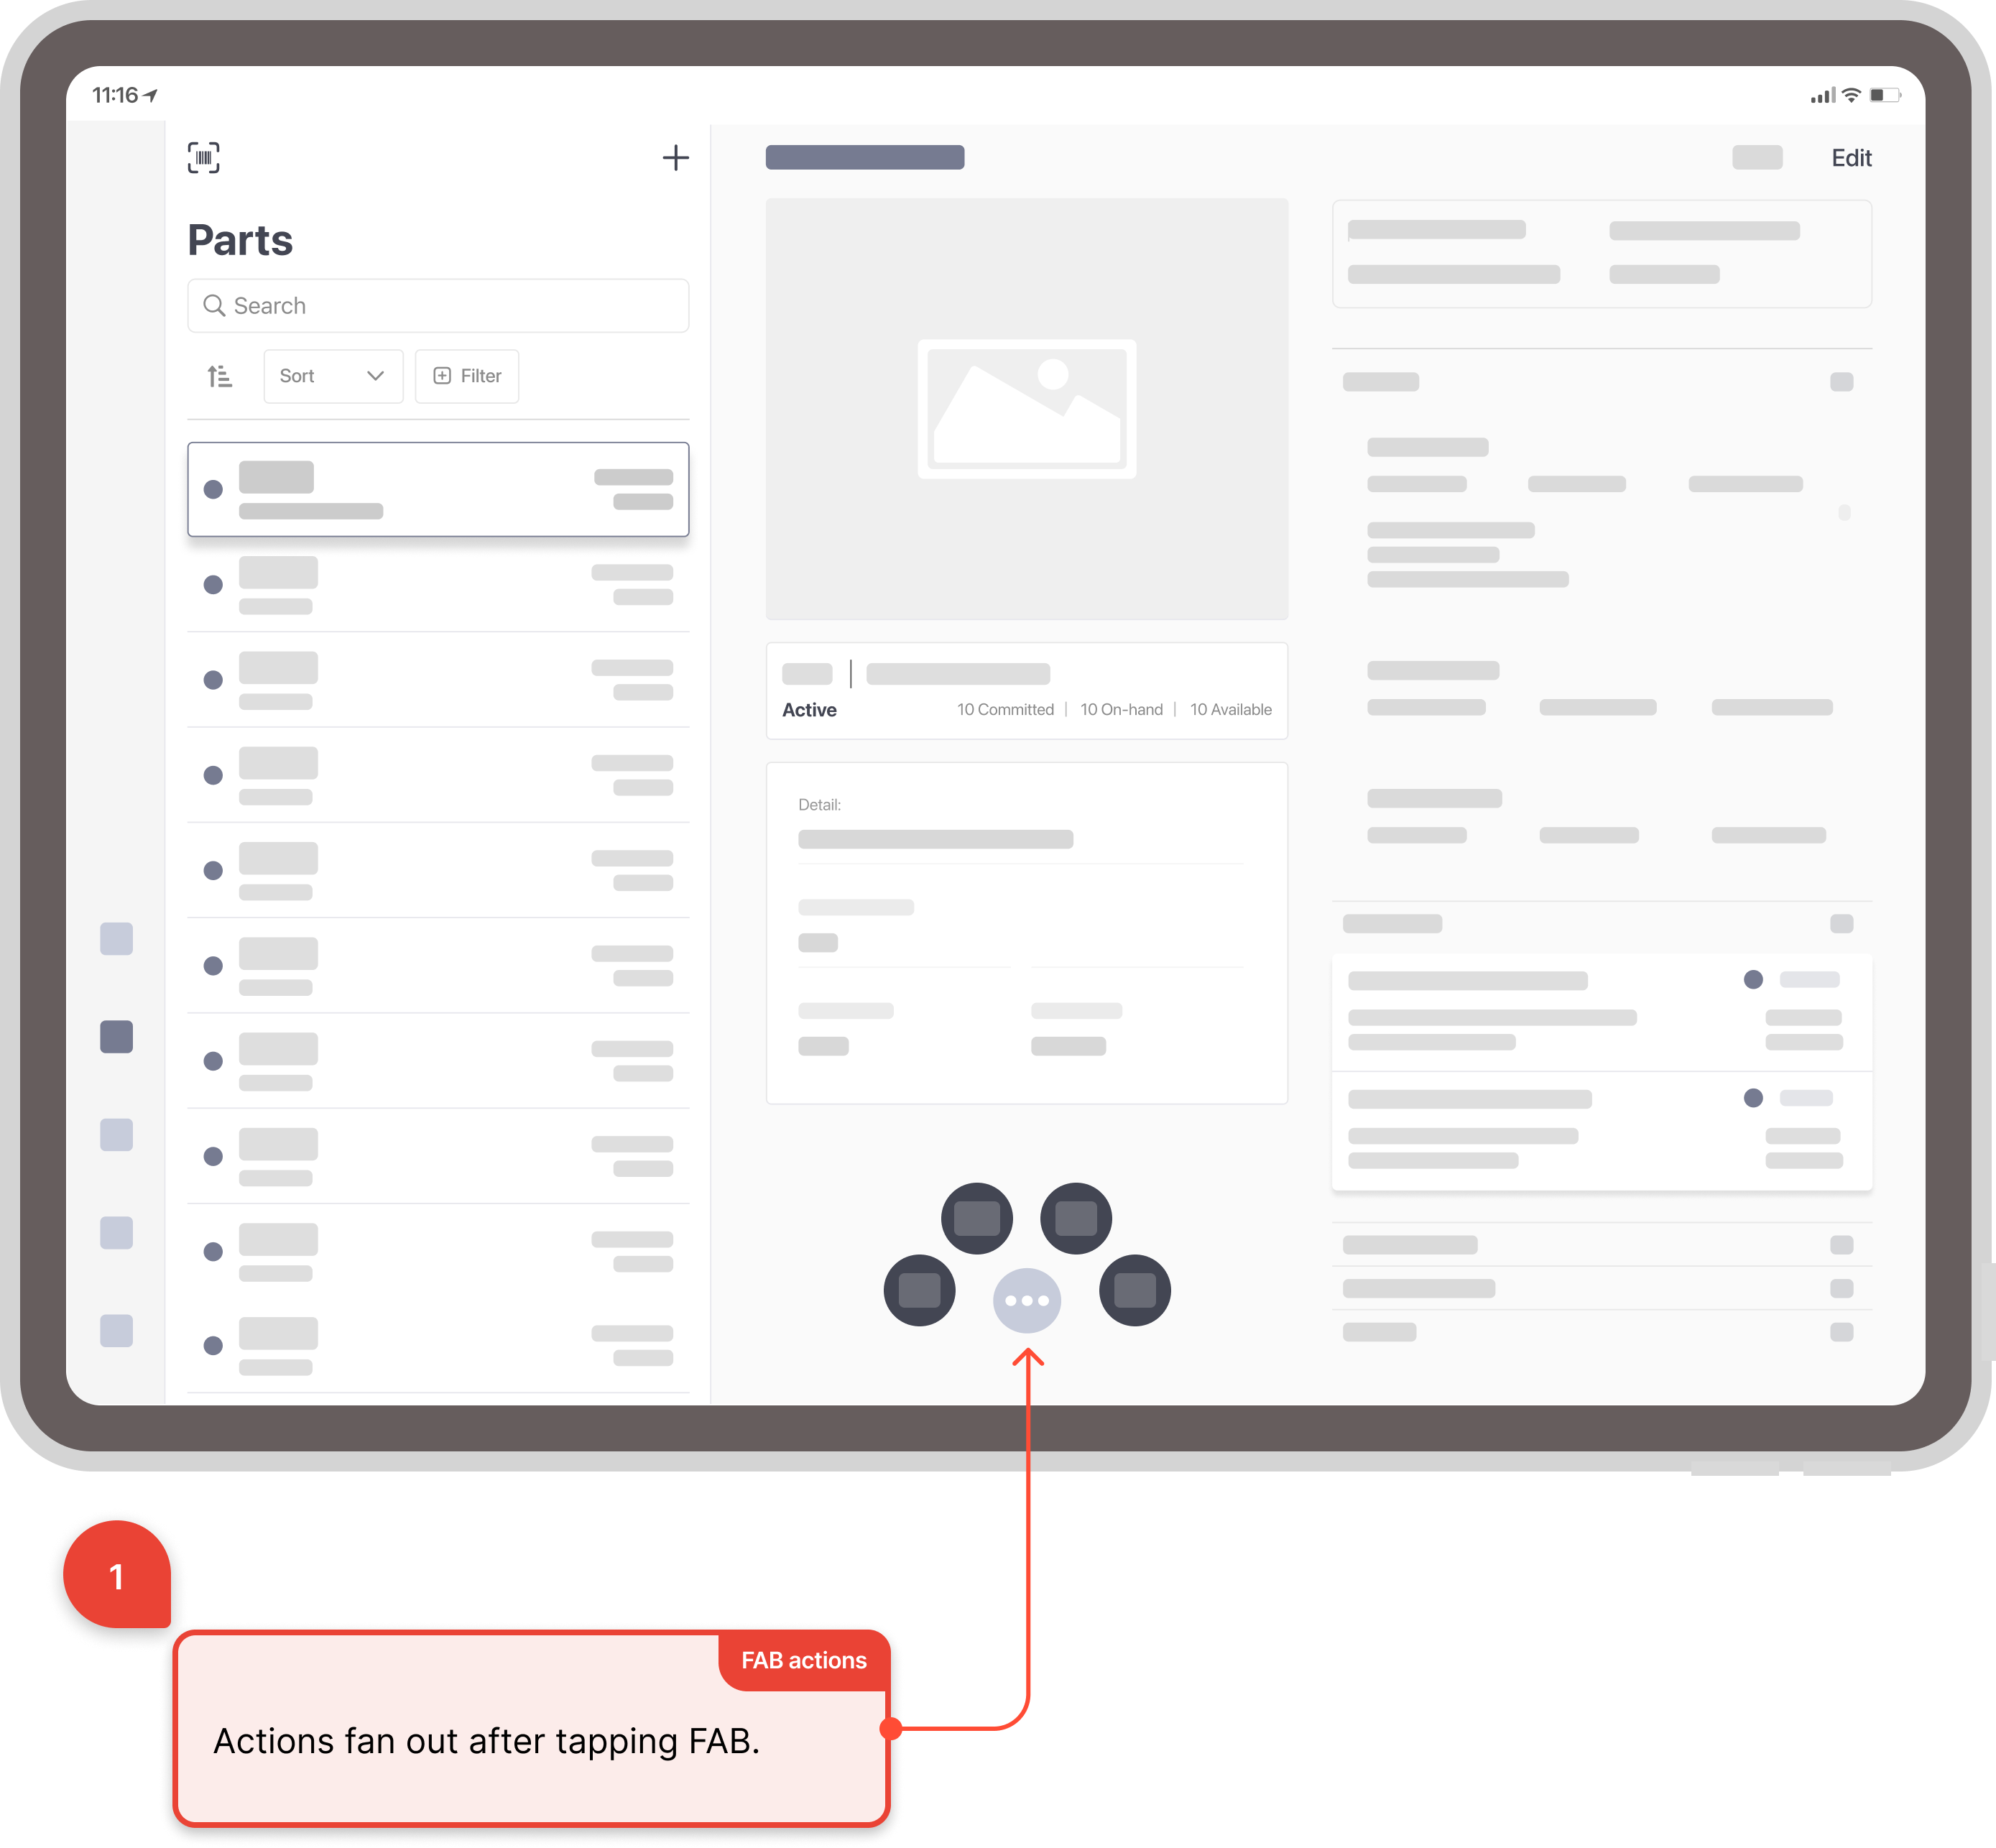 11:16
Edit
Parts
Search
Sort
Filter
Active
10 Committed
10 On-hand
10 Available
Detail:
1
FAB actions
Actions fan out after tapping FAB.